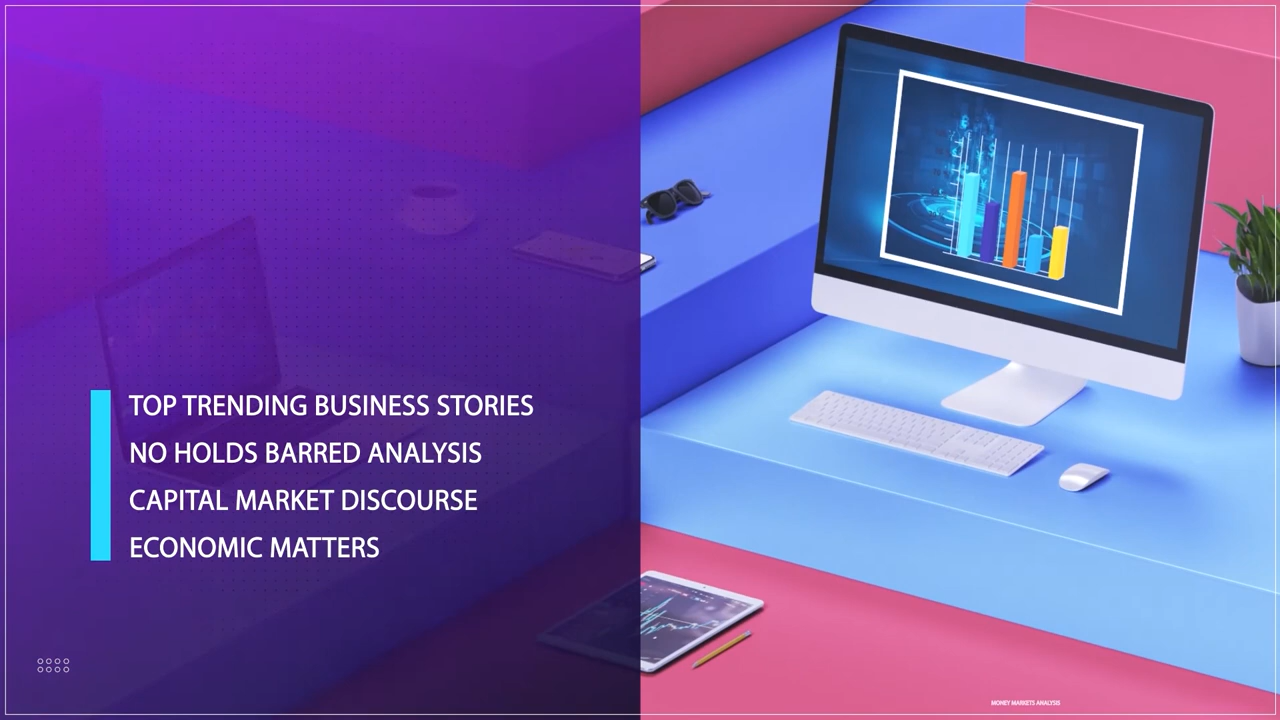 TOP TRENDING BUSINESS STORIES
NO HOLDS BARRED ANALYSIS
CAPITAL MARKET DISCOURSE
ECONOMIC MATTERS
MONEY MARKETS ANALYSIS